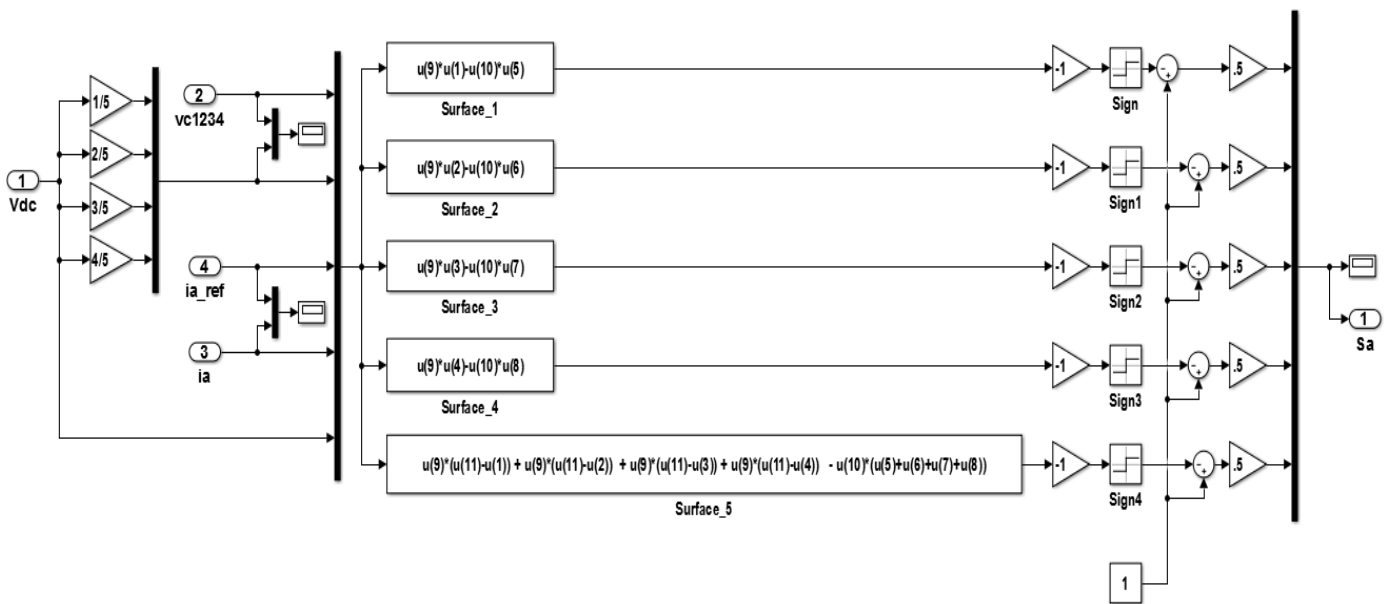 1
Vdc
1/5
2/5
3/5
4/5
2
vc1234
4
ia_ref
3
ia
u(9)*u(1)-u(10)*u(5)
Surface_1
-1
Sign
-
+
.5
u(9)*u(2)-u(10)*u(6)
Surface_2
-1
Sign1
-
+
.5
u(9)*u(3)-u(10)*u(7)
Surface_3
-1
Sign2
-
+
.5
u(9)*u(4)-u(10)*u(8)
Surface_4
-1
Sign3
-
+
.5
u(9)*(u(11)-u(1)) + u(9)*(u(11)-u(2)) + u(9)*(u(11)-u(3)) + u(9)*(u(11)-u(4)) - u(10)*(u(5)+u(6)+u(7)+u(8))
Surface_5
-1
Sign4
-
+
.5
1
1
Sa